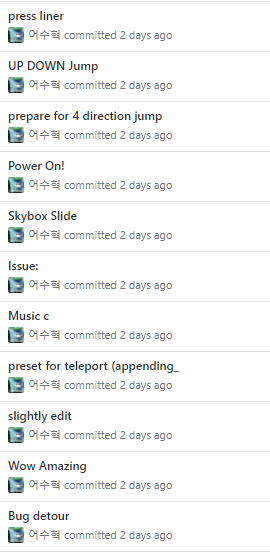 press liner
어수혁 committed 2 days ago
UP DOWN Jump
어수혁 committed 2 days ago
prepare for 4 direction jump
어수혁 committed 2 days ago
Power On!
어수혁 committed 2 days ago
Skybox Slide
어수혁 committed 2 days ago
Issue:
어수혁 committed 2 days ago
Music c
어수혁 committed 2 days ago
preset for teleport (appending_
어수혁 committed 2 days ago
slightly edit
어수혁 committed 2 days ago
Wow Amazing
어수혁 committed 2 days ago
Bug detour
어수혁 committed 2 days ago